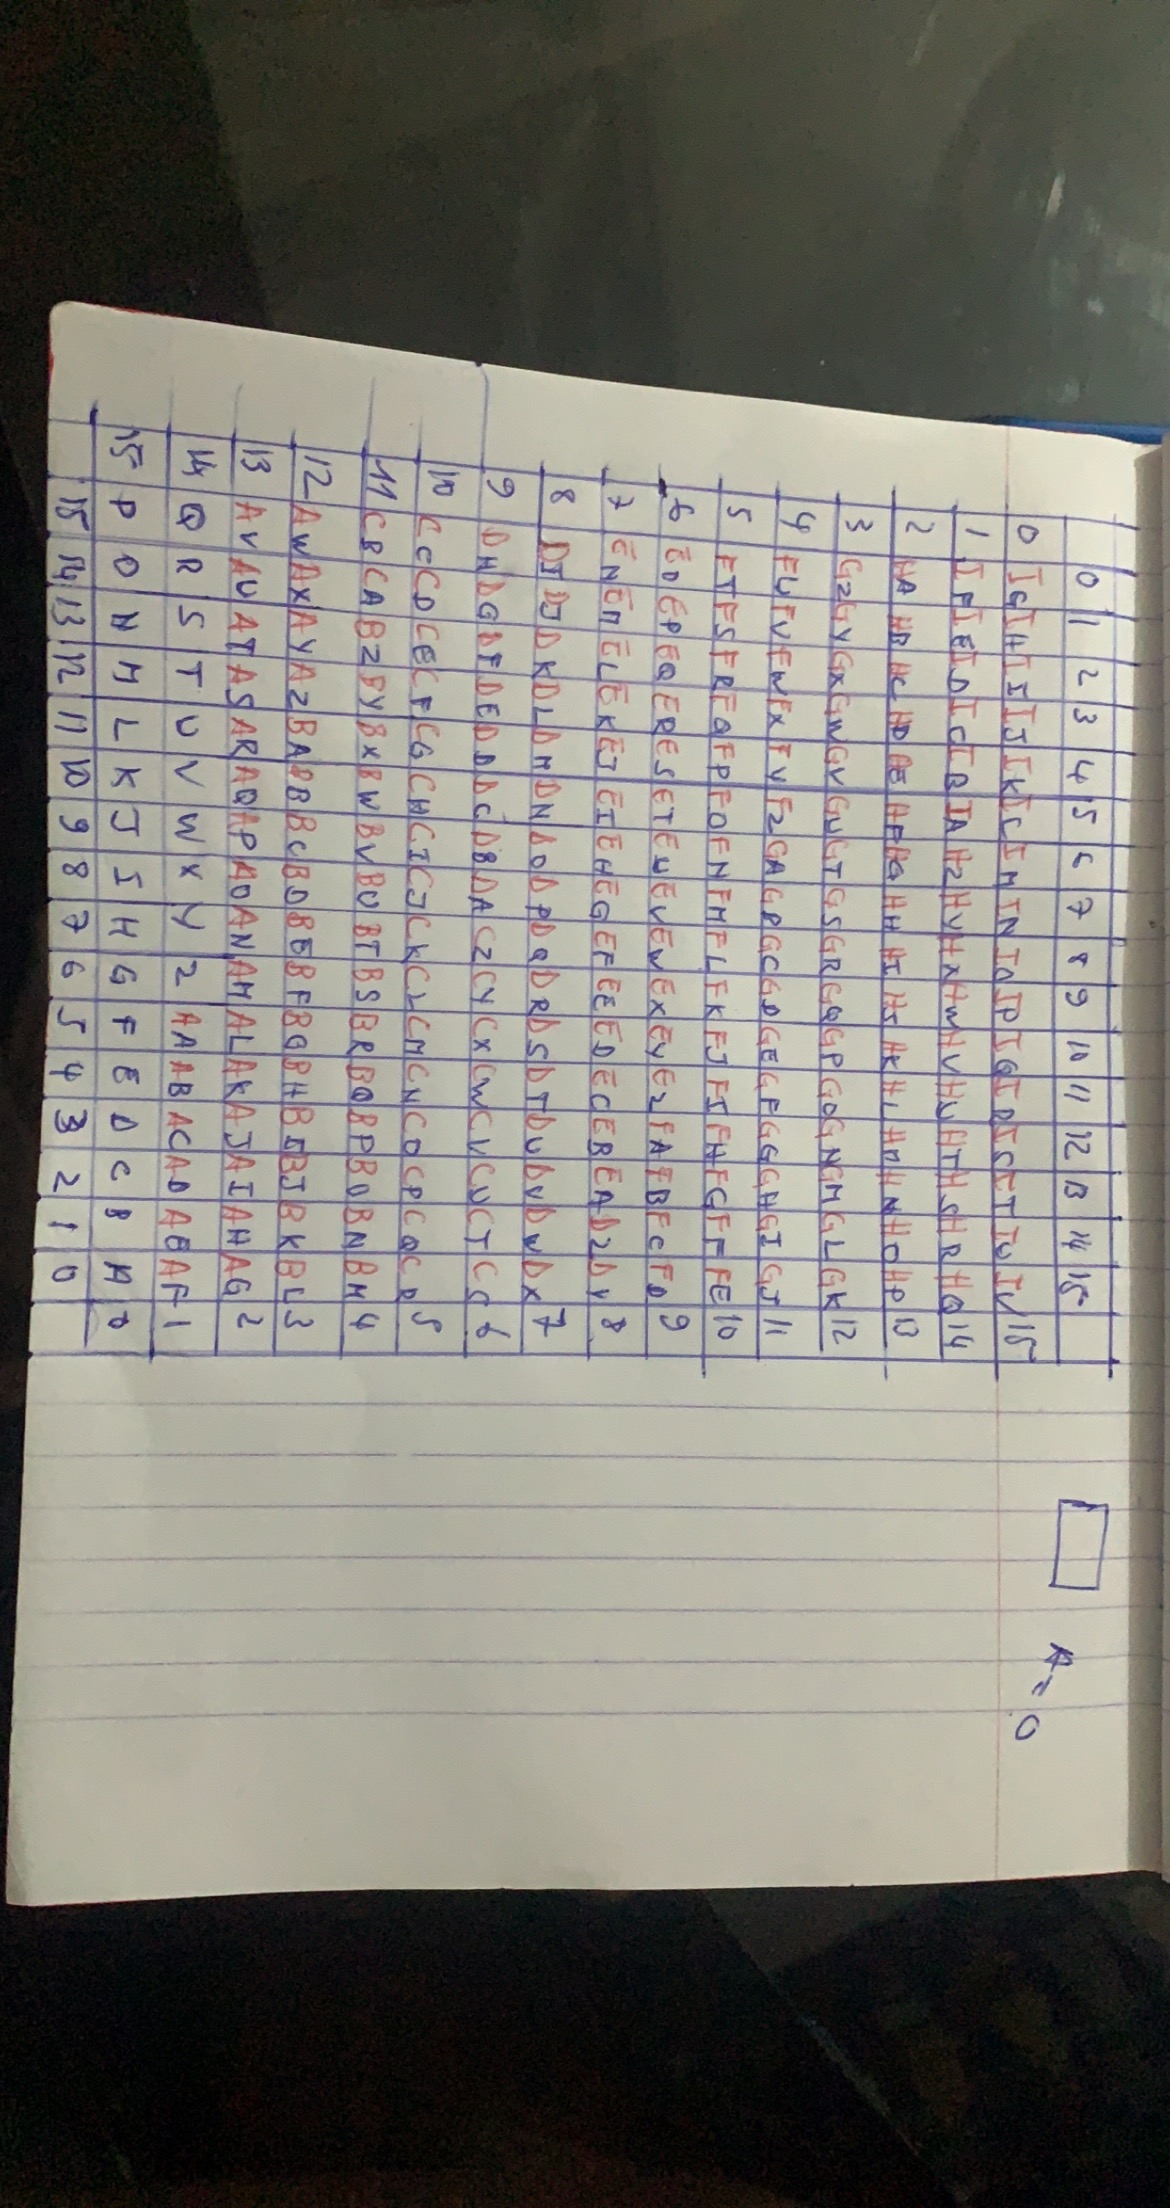 0 1 2 3 4 5 6 7 8 9 10 11 12 13 14 15
A = 0
0 IG IH II IJ IK IL IM IN IO IP IQ IR IS IT IU IV 15
1 IF IE ID IC IB IA HZ HY HX HW HV HU HT HS HR HQ 14
2 HA HB HC HD HE HF HG HH HI HJ HK HL HM HN HO HP 13
3 GZ GY GX GW GV GU GT GS GR GQ GP GO GN GM GL GK 12
4 FU FV FW FX FY FZ GA GB GC GD GE GF GG GH GI GJ 11
5 FT FS FR FQ FP FO FN FM FL FK FJ FI FH FG FF FE 10
6 EO EP EQ ER ES ET EU EV EW EX EY EZ FA FB FC FD 9
7 EN EM EL EK EJ EI EH EG EF EE ED EC EB EA DZ DY 8
8 DI DJ DK DL DM DN DO DP DQ DR DS DT DU DV DW DX 7
9 DH DG DF DE DD DC DB DA CZ CY CX CW CV CU CT CS 6
10 CC CD CE CF CG CH CI CJ CK CL CM CN CO CP CQ CR 5
11 CB CA BZ BY BX BW BV BU BT BS BR BQ BP BO BN BM 4
12 AW AX AY AZ BA BB BC BD BE BF BG BH BI BJ BK BL 3
13 AV AU AT AS AR AQ AP AO AN AM AL AK AJ AI AH AG 2
14 Q R S T U V W X Y Z AA AB AC AD AE AF 1
15 P O N M L K J I H G F E D C B A 0
15 14 13 12 11 10 9 8 7 6 5 4 3 2 1 0